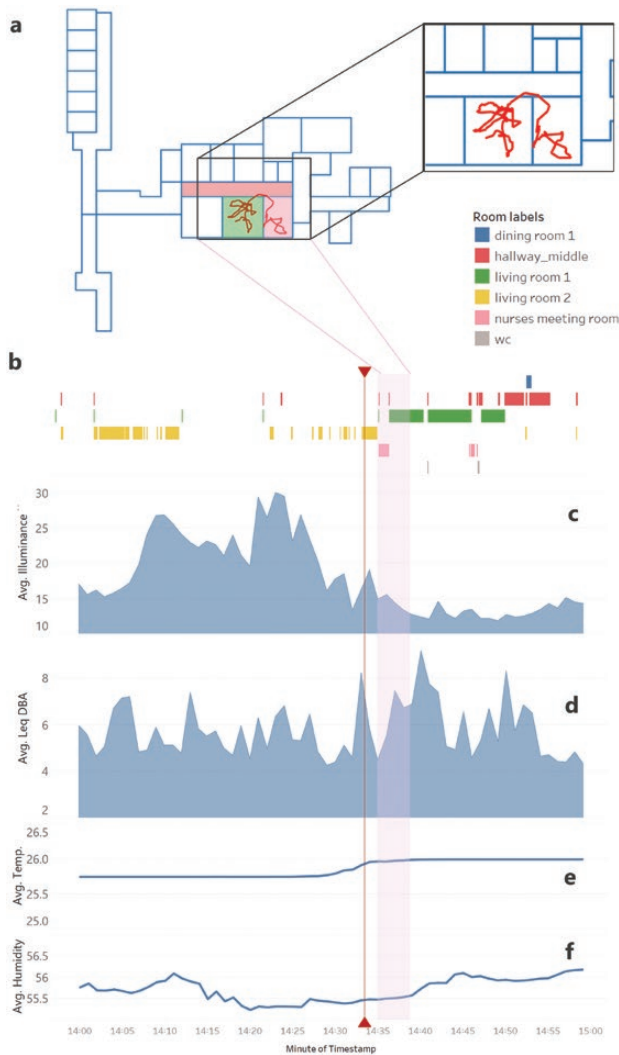 a
Room labels
dining room 1
hallway_middle
living room 1
living room 2
nurses meeting room
wc
b
Avg. Illuminance ..
30
25
20
15
10
c
Avg. Leq DBA
8
6
4
2
d
Avg. Temp.
26.5
26.0
25.5
25.0
e
Avg. Humidity
56.5
56
55.5
f
14:00 14:05 14:10 14:15 14:20 14:25 14:30 14:35 14:40 14:45 14:50 14:55 15:00
Minute of Timestamp